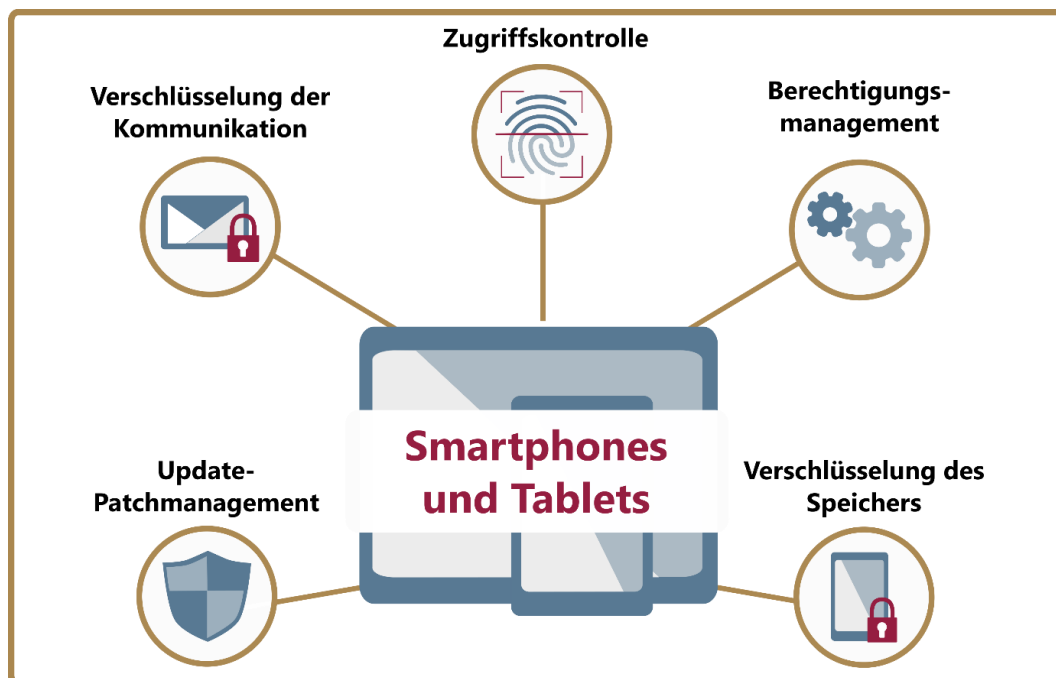 Zugriffskontrolle
Verschlüsselung der
Kommunikation
Berechtigungs-
management
Smartphones
und Tablets
Update-
Patchmanagement
Verschlüsselung des
Speichers